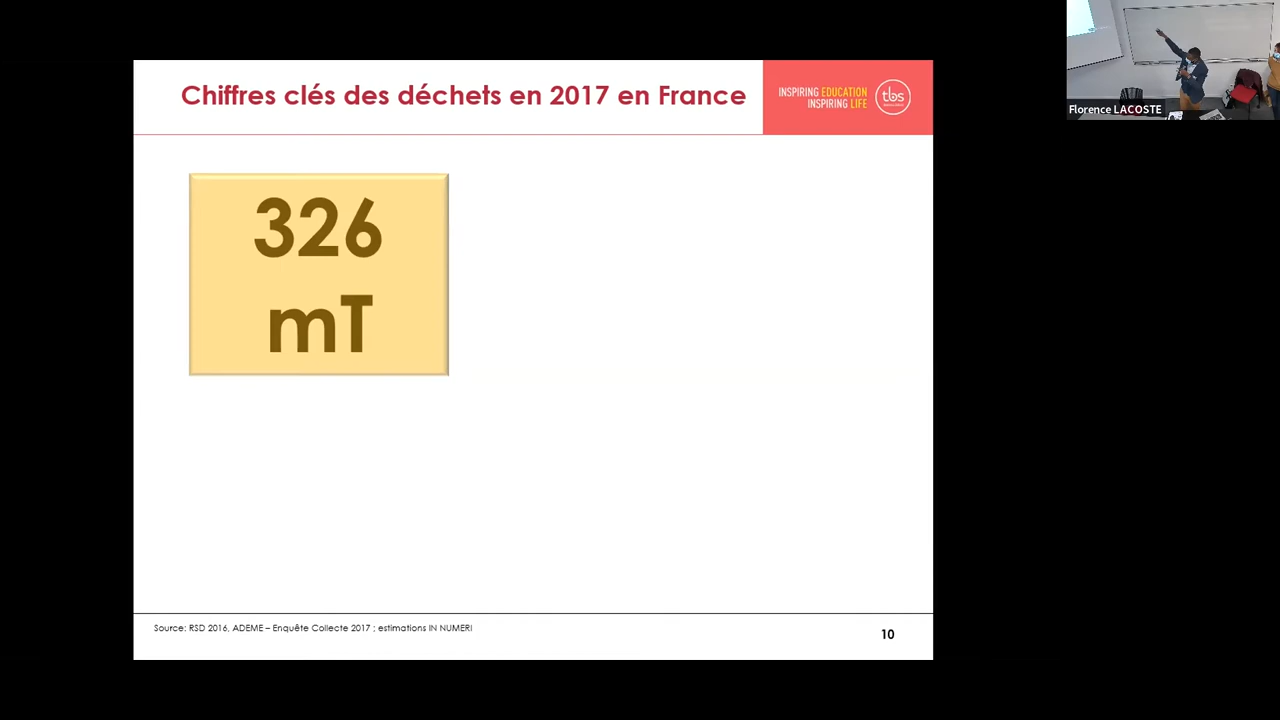 Chiffres clés des déchets en 2017 en France
INSPIRING EDUCATION
INSPIRING LIFE
tbs
326
mT
Source: RSD 2016, ADEME – Enquête Collecte 2017 ; estimations IN NUMERI
10
Florence LACOSTE